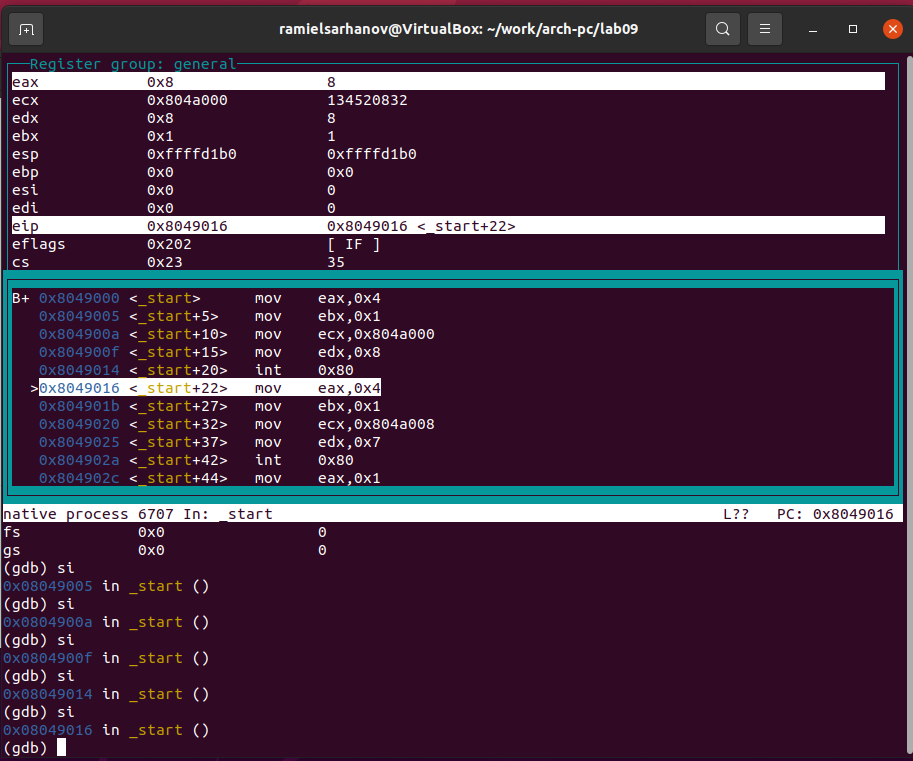 ramielsarhanov@VirtualBox: ~/work/arch-pc/lab09
Register group: general
eax 0x8 8
ecx 0x804a000 134520832
edx 0x8 8
ebx 0x1 1
esp 0xffffd1b0 0xffffd1b0
ebp 0x0 0x0
esi 0x0 0
edi 0x0 0
eip 0x8049016 0x8049016 <_start+22>
eflags 0x202 [ IF ]
cs 0x23 35
B+ 0x8049000 <_start> mov eax,0x4
0x8049005 <_start+5> mov ebx,0x1
0x804900a <_start+10> mov ecx,0x804a000
0x804900f <_start+15> mov edx,0x8
0x8049014 <_start+20> int 0x80
>0x8049016 <_start+22> mov eax,0x4
0x804901b <_start+27> mov ebx,0x1
0x8049020 <_start+32> mov ecx,0x804a008
0x8049025 <_start+37> mov edx,0x7
0x804902a <_start+42> int 0x80
0x804902c <_start+44> mov eax,0x1
native process 6707 In: _start L?? PC: 0x8049016
fs 0x0 0
gs 0x0 0
(gdb) si
0x08049005 in _start ()
(gdb) si
0x0804900a in _start ()
(gdb) si
0x0804900f in _start ()
(gdb) si
0x08049014 in _start ()
(gdb) si
0x08049016 in _start ()
(gdb)